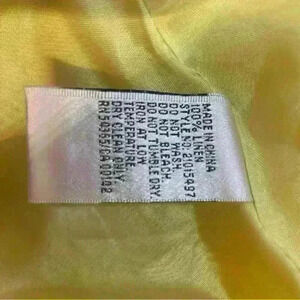 MADE IN CHINA
100% LINEN
STYLE NO: 21015497
DO NOT WASH.
DO NOT BLEACH.
DO NOT TUMBLE DRY
IRON AT LOW
TEMPERATURE.
DRY CLEAN ONLY.